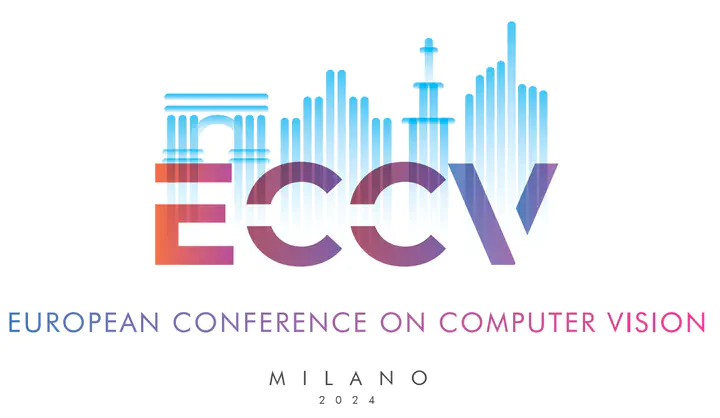 ECCV
EUROPEAN CONFERENCE ON COMPUTER VISION
MILANO
2024